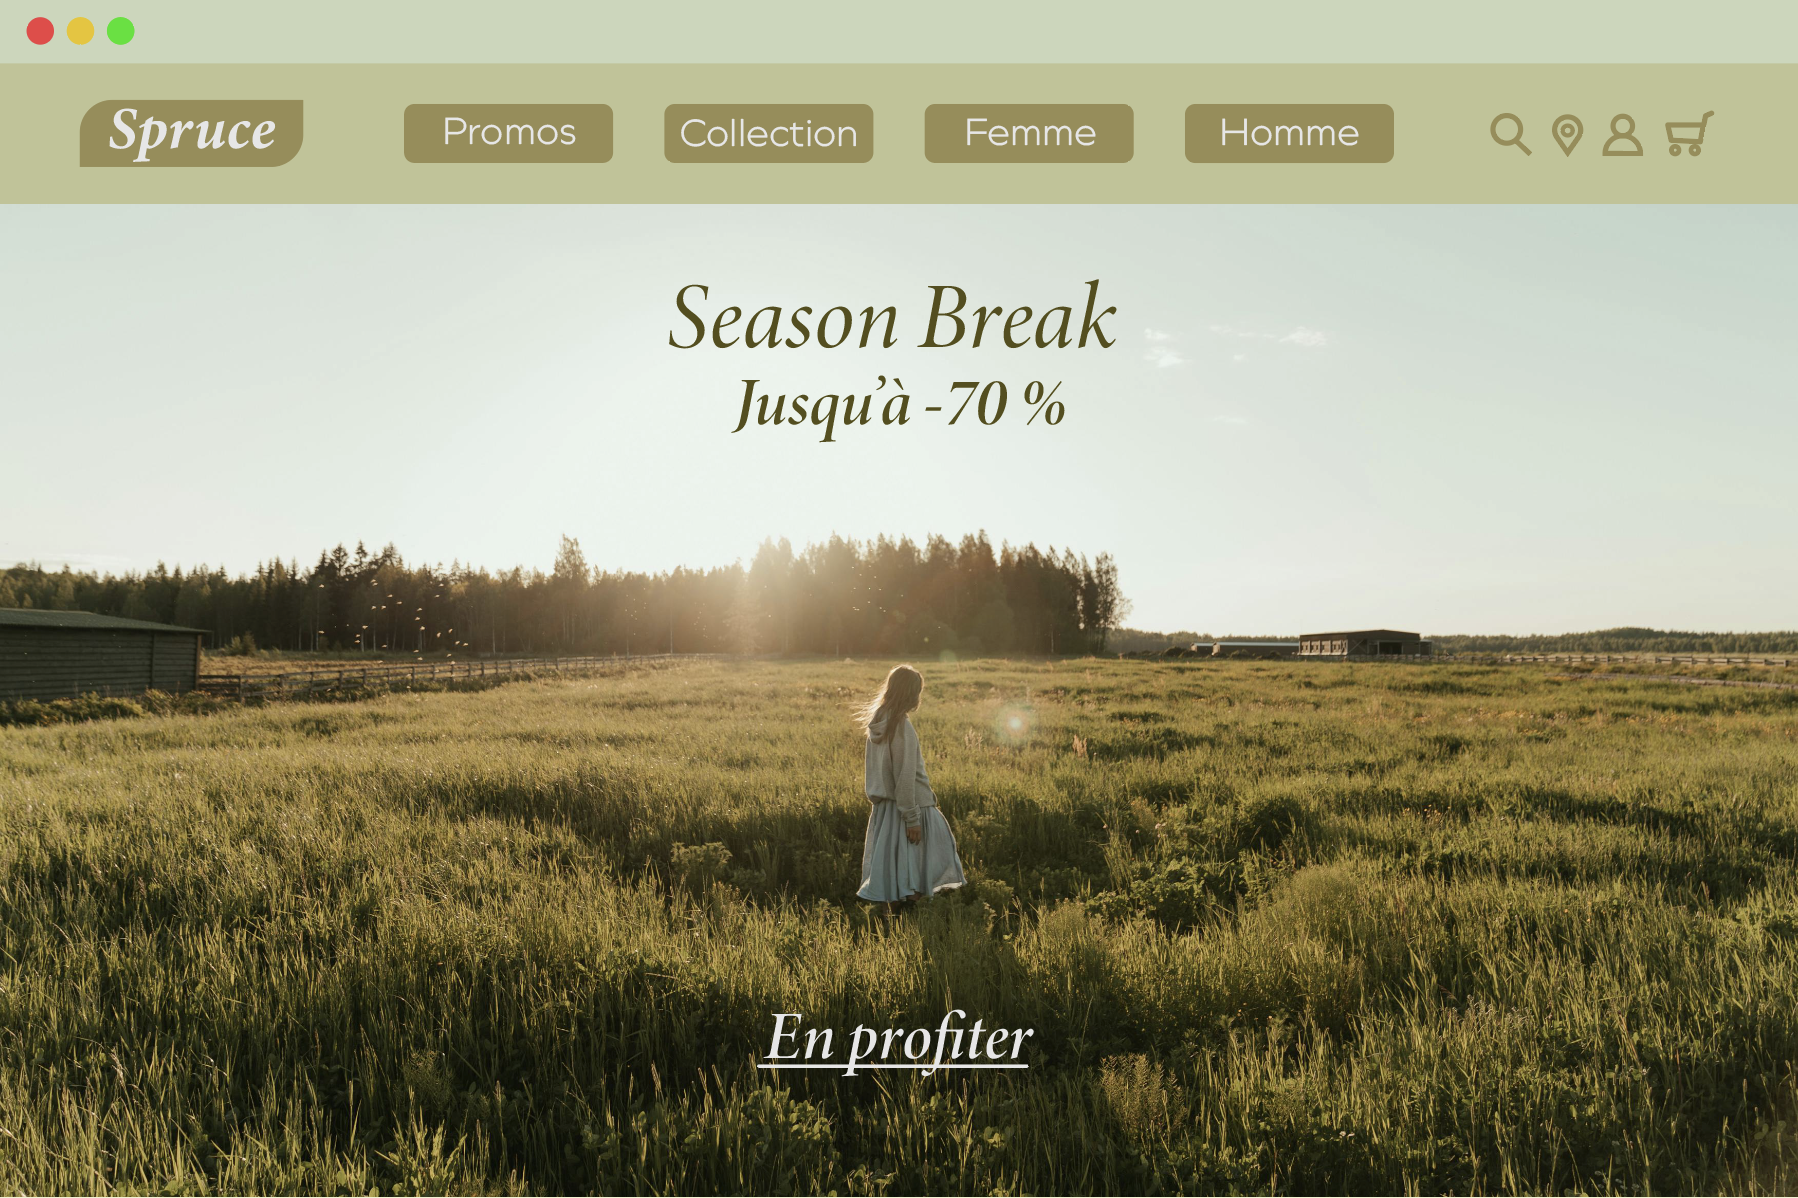 Spruce
Promos
Collection
Femme
Homme
Season Break
Jusqu’à -70 %
En profiter